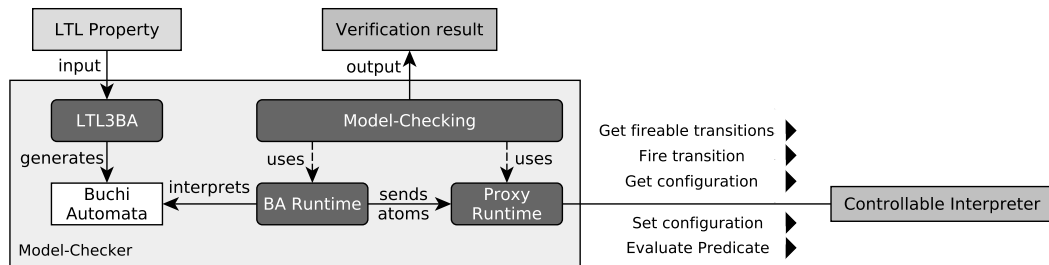 LTL Property
Verification result
input
output
LTL3BA
Model-Checking
Get fireable transitions
generates
uses
uses
Fire transition
Get configuration
Buchi
Automata
interprets
BA Runtime
sends
atoms
Proxy
Runtime
Controllable Interpreter
Set configuration
Evaluate Predicate
Model-Checker